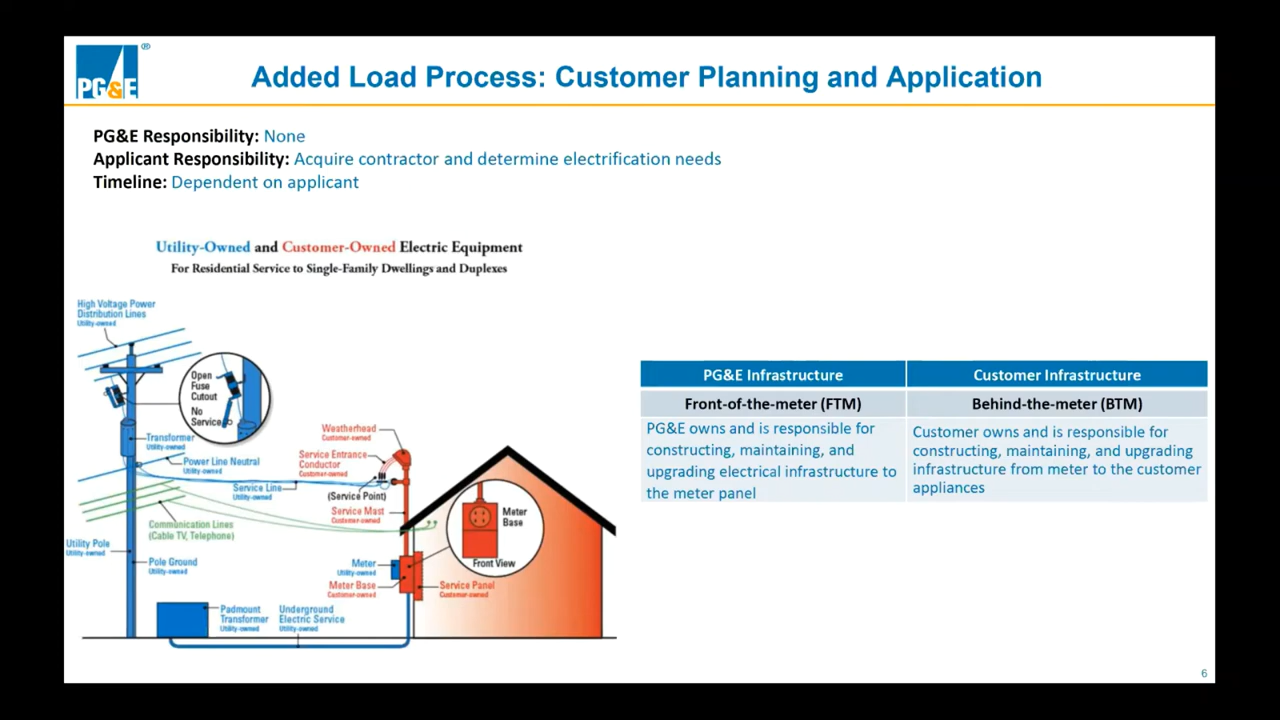 PG&E
®
Added Load Process: Customer Planning and Application
PG&E Responsibility: None
Applicant Responsibility: Acquire contractor and determine electrification needs
Timeline: Dependent on applicant
Utility-Owned and Customer-Owned Electric Equipment
For Residential Service to Single-Family Dwellings and Duplexes
High Voltage Power
Distribution Lines
Utility-owned
Open
Fuse
Cutout
No
Service
Transformer
Utility-owned
Power Line Neutral
Utility-owned
Service Line
Utility-owned
Weatherhead
Customer-owned
Service Entrance
Conductor
Customer-owned
(Service Point)
Service Mast
Customer-owned
Communication Lines
(Cable TV, Telephone)
Utility Pole
Utility-owned
Pole Ground
Utility-owned
Meter
Utility-owned
Meter Base
Customer-owned
Service Panel
Customer-owned
Meter
Base
Front View
Padmount
Transformer
Utility-owned
Underground
Electric Service
Utility-owned
PG&E Infrastructure
Customer Infrastructure
Front-of-the-meter (FTM)
Behind-the-meter (BTM)
PG&E owns and is responsible for
constructing, maintaining, and
upgrading electrical infrastructure to
the meter panel
Customer owns and is responsible for
constructing, maintaining, and upgrading
infrastructure from meter to the customer
appliances
6